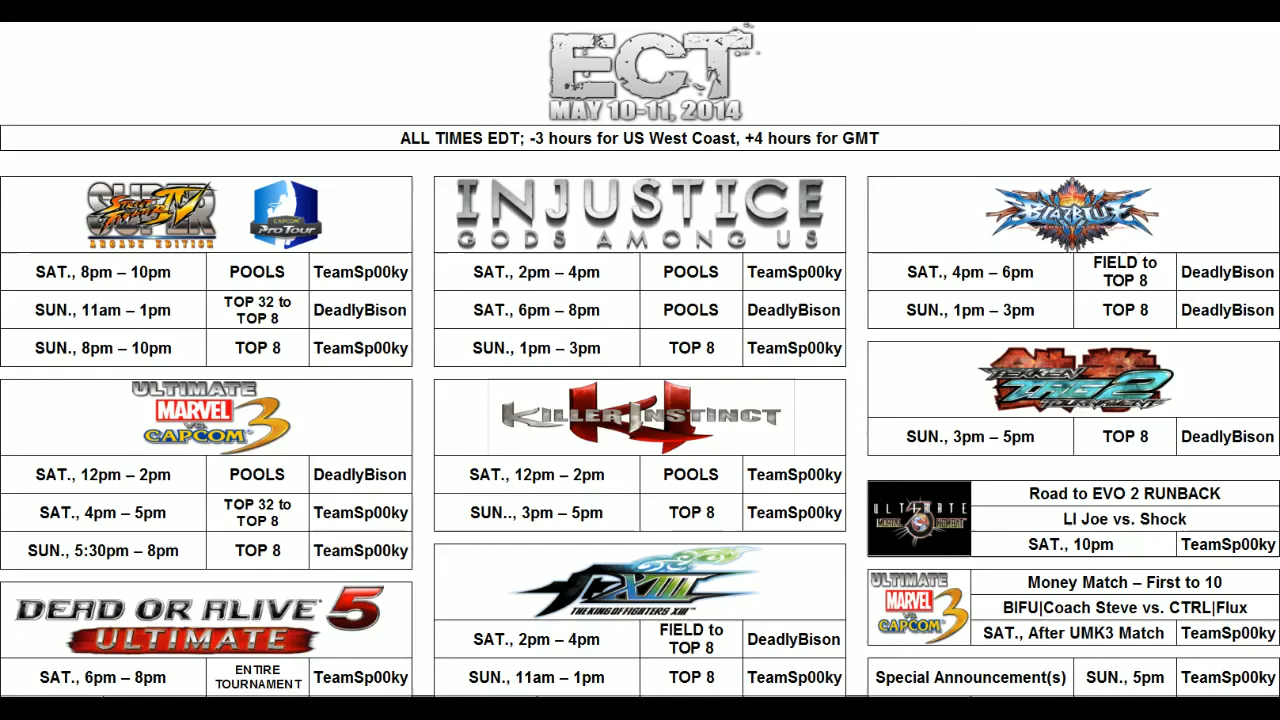 ECT
MAY 10-11, 2014
ALL TIMES EDT; -3 hours for US West Coast, +4 hours for GMT
SUPER
STREET FIGHTER IV
ARCADE EDITION
CAPCOM
Pro Tour
SAT., 8pm – 10pm POOLS TeamSp00ky
SUN., 11am – 1pm TOP 32 to TOP 8 DeadlyBison
SUN., 8pm – 10pm TOP 8 TeamSp00ky
ULTIMATE
MARVEL
VS.
CAPCOM 3
SAT., 12pm – 2pm POOLS DeadlyBison
SAT., 4pm – 5pm TOP 32 to TOP 8 TeamSp00ky
SUN., 5:30pm – 8pm TOP 8 TeamSp00ky
DEAD OR ALIVE 5
ULTIMATE
SAT., 6pm – 8pm ENTIRE TOURNAMENT TeamSp00ky
INJUSTICE
GODS AMONG US
SAT., 2pm – 4pm POOLS TeamSp00ky
SAT., 6pm – 8pm POOLS DeadlyBison
SUN., 1pm – 3pm TOP 8 TeamSp00ky
KILLER INSTINCT
SAT., 12pm – 2pm POOLS TeamSp00ky
SUN.., 3pm – 5pm TOP 8 TeamSp00ky
THE KING OF FIGHTERS XIII
SAT., 2pm – 4pm FIELD to TOP 8 DeadlyBison
SUN., 11am – 1pm TOP 8 TeamSp00ky
BLAZBLUE
SAT., 4pm – 6pm FIELD to TOP 8 DeadlyBison
SUN., 1pm – 3pm TOP 8 DeadlyBison
TEKKEN
TAG 2
TOURNAMENT
SUN., 3pm – 5pm TOP 8 DeadlyBison
ULTIMATE
MORTAL KOMBAT
Road to EVO 2 RUNBACK
LI Joe vs. Shock
SAT., 10pm TeamSp00ky
ULTIMATE
MARVEL
VS.
CAPCOM 3
Money Match – First to 10
BIFU|Coach Steve vs. CTRL|Flux
SAT., After UMK3 Match TeamSp00ky
Special Announcement(s) SUN., 5pm TeamSp00ky